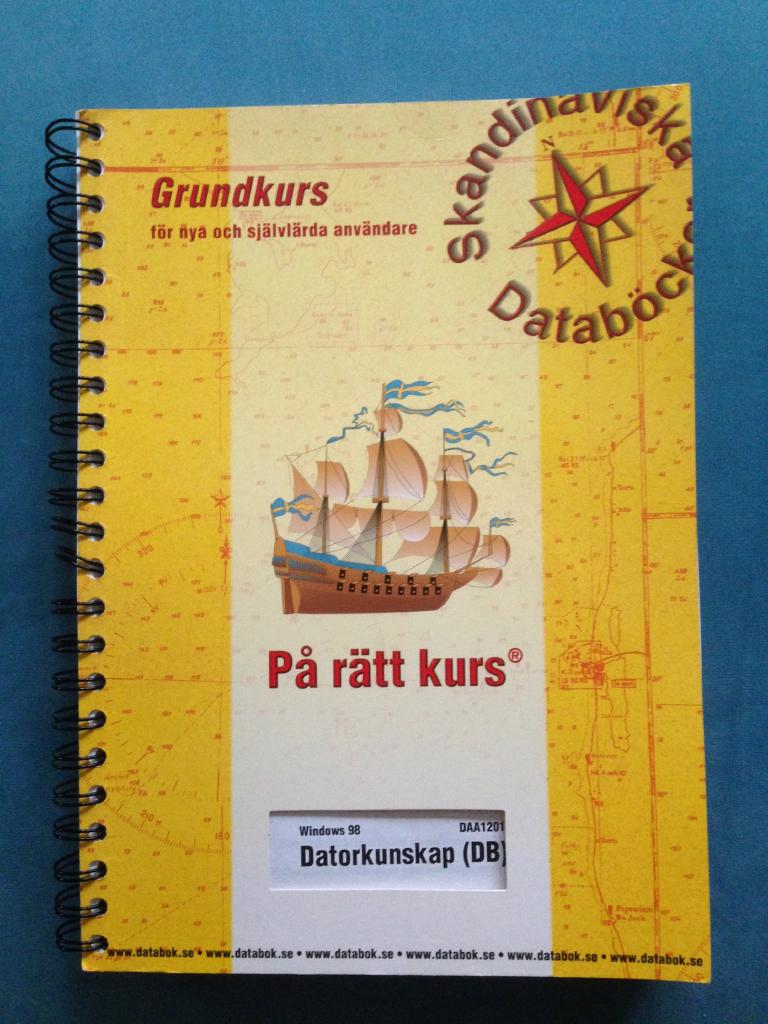 Skandinaviska
Databöcke
Grundkurs
för nya och självlärda användare
På rätt kurs®
Windows 98 DAA1201
Datorkunskap (DB)
www.databok.se • www.databok.se • www.databok.se • www.databok.se • www.databok.se • www.databok.se